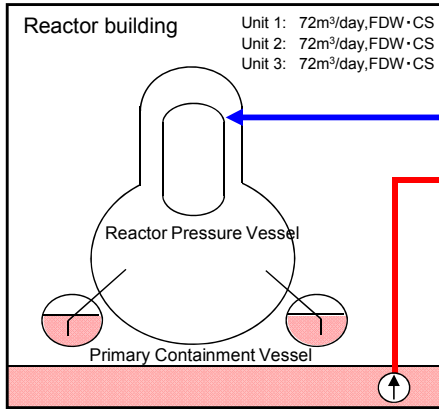 Reactor building
Unit 1: 72m³/day,FDW・CS
Unit 2: 72m³/day,FDW・CS
Unit 3: 72m³/day,FDW・CS
Reactor Pressure Vessel
Primary Containment Vessel